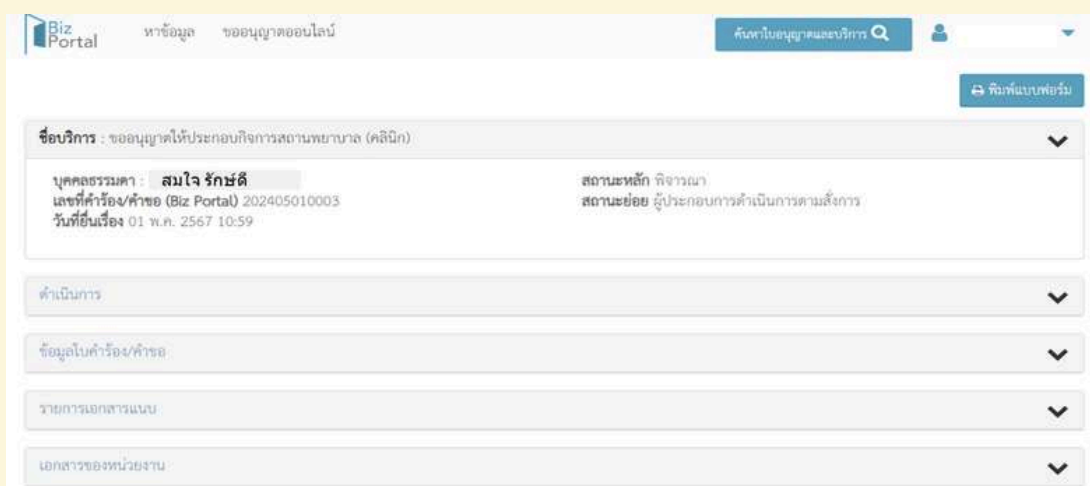 Biz Portal หาข้อมูล ขออนุญาตออนไลน์ ค้นหาใบอนุญาตและบริการ
พิมพ์แบบฟอร์ม
ชื่อบริการ : ขออนุญาตให้ประกอบกิจการสถานพยาบาล (คลินิก)
บุคคลธรรมดา : สมใจ รักษ์ดี
เลขที่คำร้อง/คำขอ (Biz Portal) 202405010003
วันที่ยื่นเรื่อง 01 พ.ค. 2567 10:59
สถานะหลัก พิจารณา
สถานะย่อย ผู้ประกอบการดำเนินการตามสั่งการ
ดำเนินการ
ข้อมูลใบคำร้อง/คำขอ
รายการเอกสารแนบ
เอกสารของหน่วยงาน